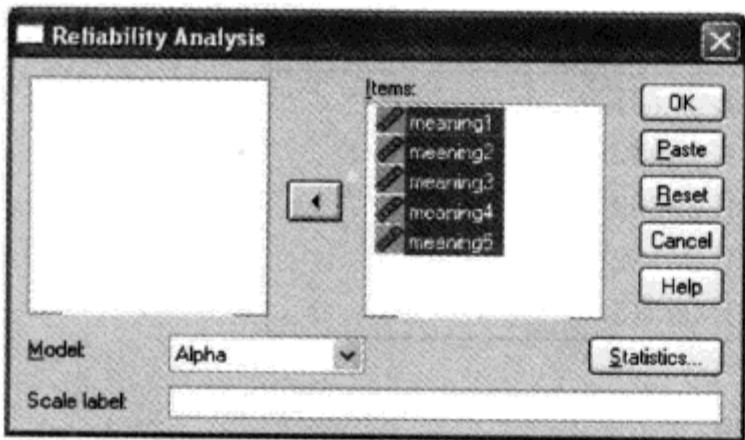 Reliability Analysis
Items:
meaning1
meaning2
meaning3
meaning4
meaning5
OK
Paste
Reset
Cancel
Help
Model:
Alpha
Statistics...
Scale label: